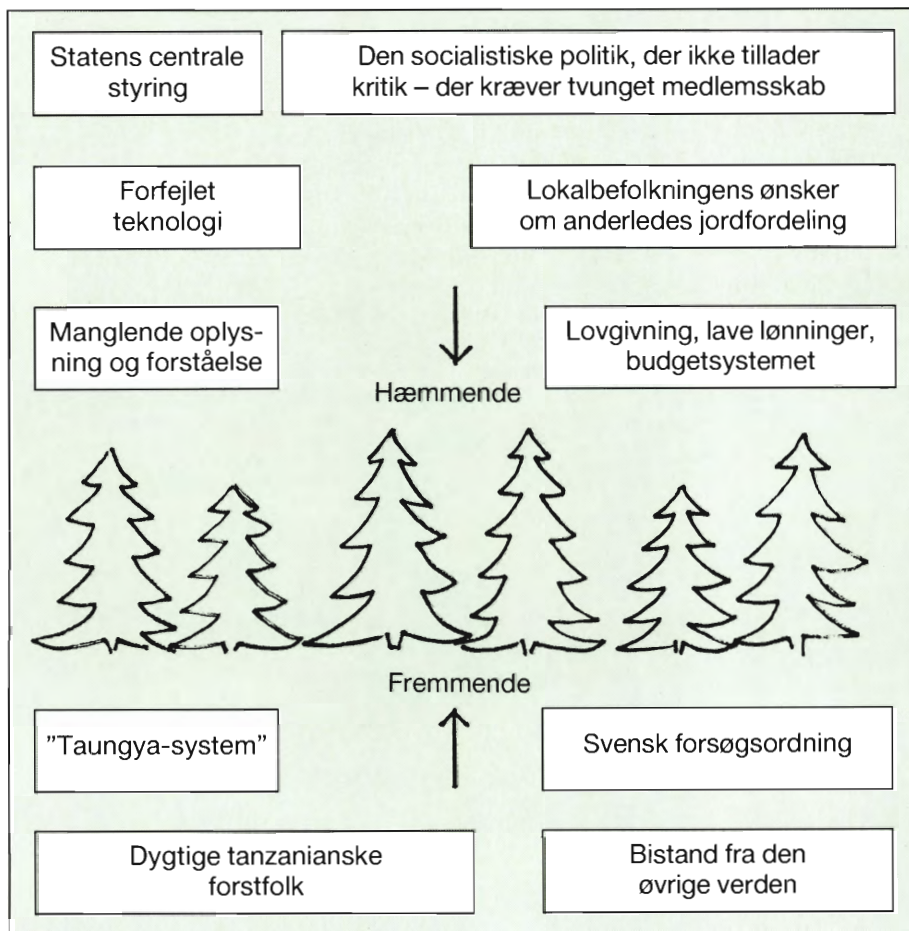 Statens centrale
styring
Den socialistiske politik, der ikke tillader
kritik – der kræver tvunget medlemsskab
Forfejlet
teknologi
Lokalbefolkningens ønsker
om anderledes jordfordeling
Manglende oplys-
ning og forståelse
Lovgivning, lave lønninger,
budgetsystemet
Hæmmende
Fremmende
”Taungya-system”
Svensk forsøgsordning
Dygtige tanzanianske
forstfolk
Bistand fra den
øvrige verden